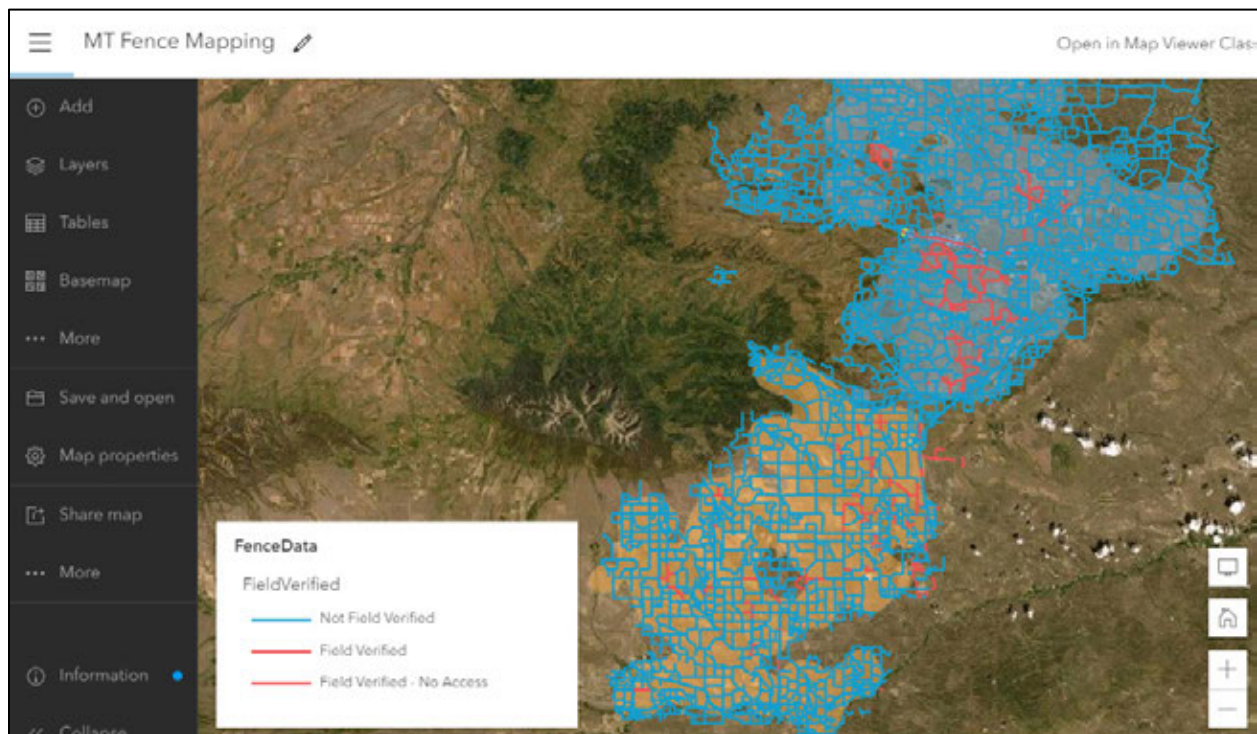 MT Fence Mapping
Open in Map Viewer Clas
Add
Layers
Tables
Basemap
More
Save and open
Map properties
Share map
More
Information
Collapse
FenceData
FieldVerified
Not Field Verified
Field Verified
Field Verified - No Access